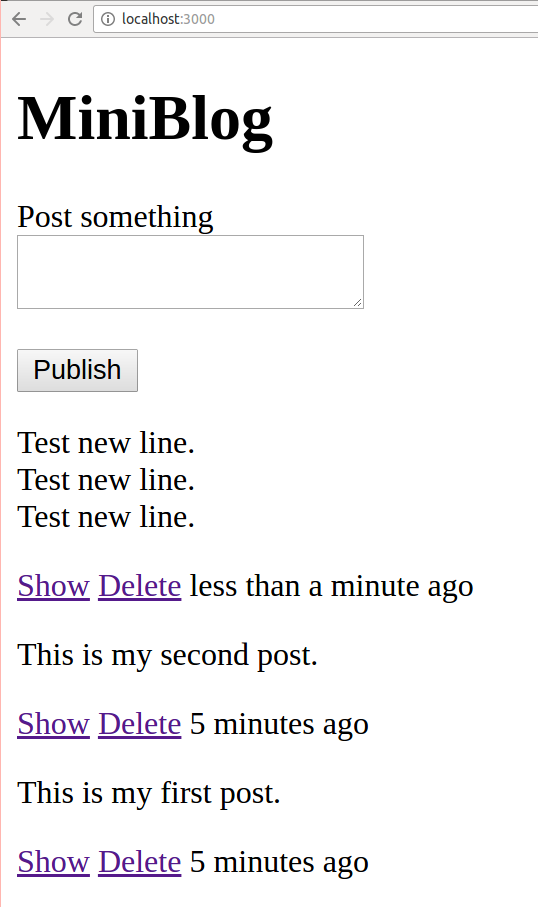 localhost:3000
MiniBlog
Post something
Publish
Test new line.
Test new line.
Test new line.
Show Delete less than a minute ago
This is my second post.
Show Delete 5 minutes ago
This is my first post.
Show Delete 5 minutes ago